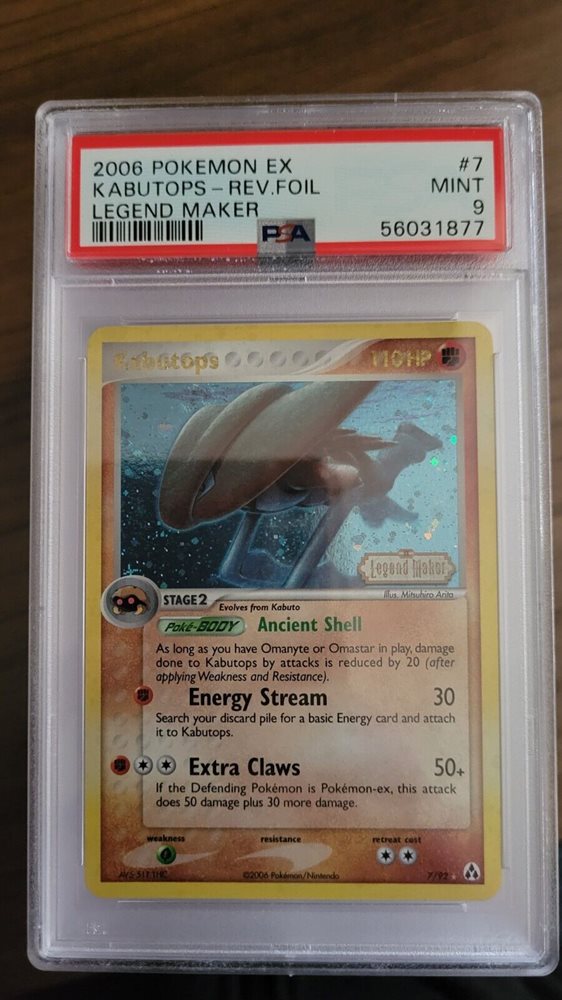 2006 POKEMON EX #7
KABUTOPS - REV.FOIL MINT
LEGEND MAKER 9
PSA 56031877
Kabutops 110 HP
Legend Maker
Illus. Mitsuhiro Arita
STAGE 2 Evolves from Kabuto
Poké-BODY Ancient Shell
As long as you have Omanyte or Omastar in play, damage
done to Kabutops by attacks is reduced by 20 (after
applying Weakness and Resistance).
Energy Stream 30
Search your discard pile for a basic Energy card and attach
it to Kabutops.
Extra Claws 50+
If the Defending Pokémon is Pokémon-ex, this attack
does 50 damage plus 30 more damage.
weakness resistance retreat cost
©2006 Pokémon/Nintendo 7/92